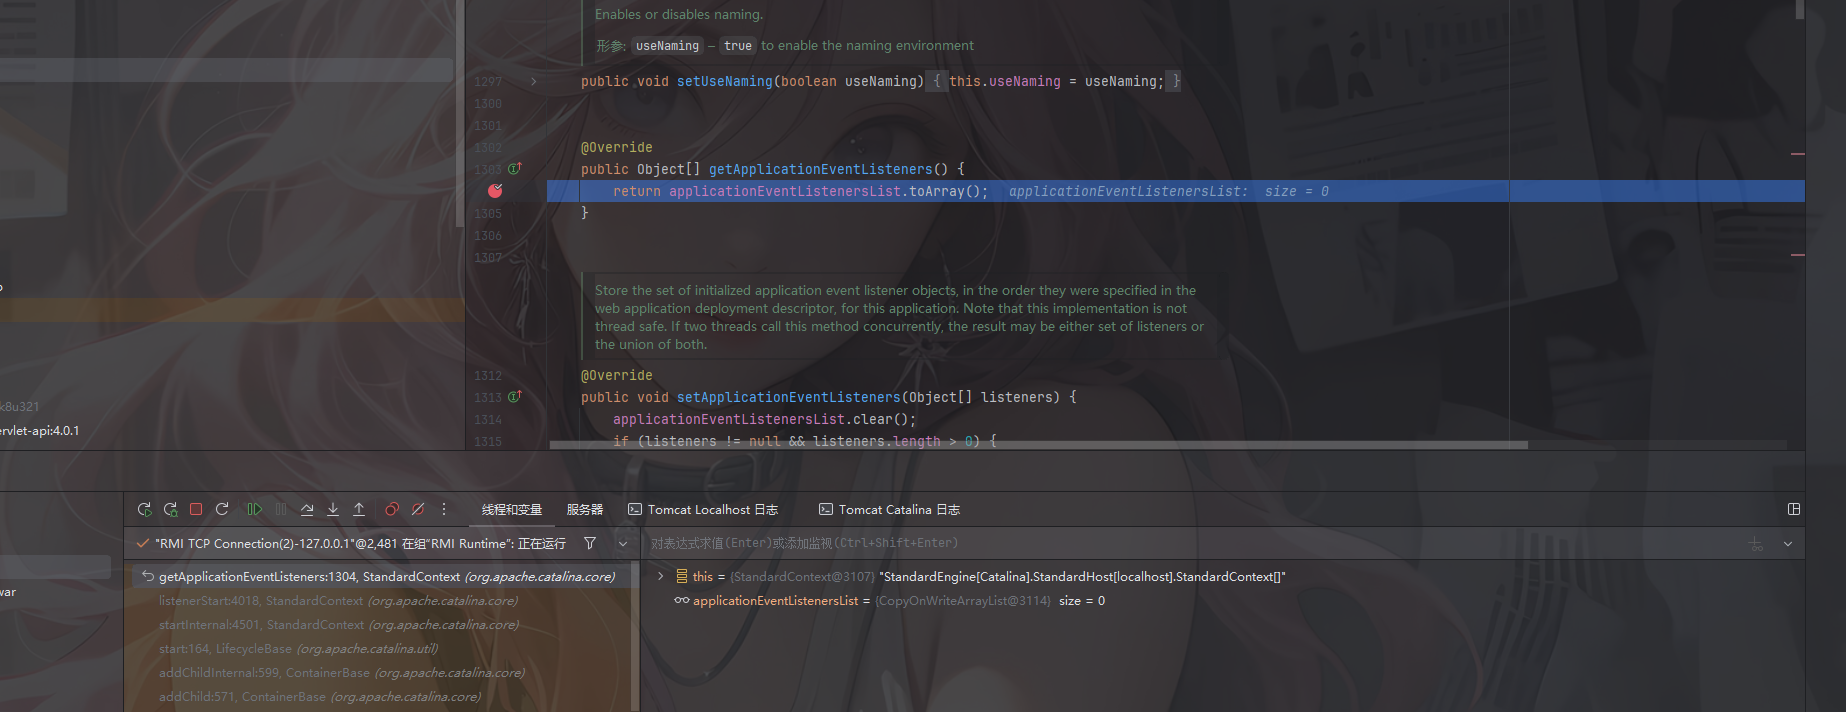 Enables or disables naming.
形参: useNaming – true to enable the naming environment
1297 public void setUseNaming(boolean useNaming) { this.useNaming = useNaming; }
1300
1301
1302 @Override
1303 public Object[] getApplicationEventListeners() {
return applicationEventListenersList.toArray(); applicationEventListenersList: size = 0
1305 }
1306
1307
Store the set of initialized application event listener objects, in the order they were specified in the
web application deployment descriptor, for this application. Note that this implementation is not
thread safe. If two threads call this method concurrently, the result may be either set of listeners or
the union of both.
1312 @Override
1313 public void setApplicationEventListeners(Object[] listeners) {
1314 applicationEventListenersList.clear();
1315 if (listeners != null && listeners.length > 0) {
k8u321
ervlet-api:4.0.1
war
线程和变量 服务器 Tomcat Localhost 日志 Tomcat Catalina 日志
"RMI TCP Connection(2)-127.0.0.1"@2,481 在组"RMI Runtime": 正在运行
对表达式求值(Enter)或添加监视(Ctrl+Shift+Enter)
getApplicationEventListeners:1304, StandardContext (org.apache.catalina.core)
listenerStart:4018, StandardContext (org.apache.catalina.core)
startInternal:4501, StandardContext (org.apache.catalina.core)
start:164, LifecycleBase (org.apache.catalina.util)
addChildInternal:599, ContainerBase (org.apache.catalina.core)
addChild:571, ContainerBase (org.apache.catalina.core)
this = {StandardContext@3107} "StandardEngine[Catalina].StandardHost[localhost].StandardContext[]"
applicationEventListenersList = {CopyOnWriteArrayList@3114} size = 0